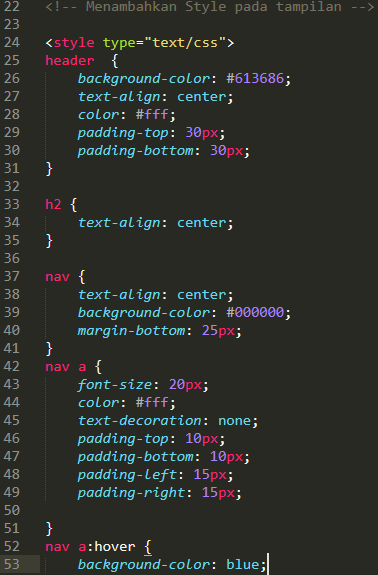 22 <!-- Menambahkan Style pada tampilan -->
23
24 <style type="text/css">
25 header  {
26     background-color: #613686;
27     text-align: center;
28     color: #fff;
29     padding-top: 30px;
30     padding-bottom: 30px;
31 }
32
33 h2 {
34     text-align: center;
35 }
36
37 nav {
38     text-align: center;
39     background-color: #000000;
40     margin-bottom: 25px;
41 }
42 nav a {
43     font-size: 20px;
44     color: #fff;
45     text-decoration: none;
46     padding-top: 10px;
47     padding-bottom: 10px;
48     padding-left: 15px;
49     padding-right: 15px;
50
51 }
52 nav a:hover {
53     background-color: blue;